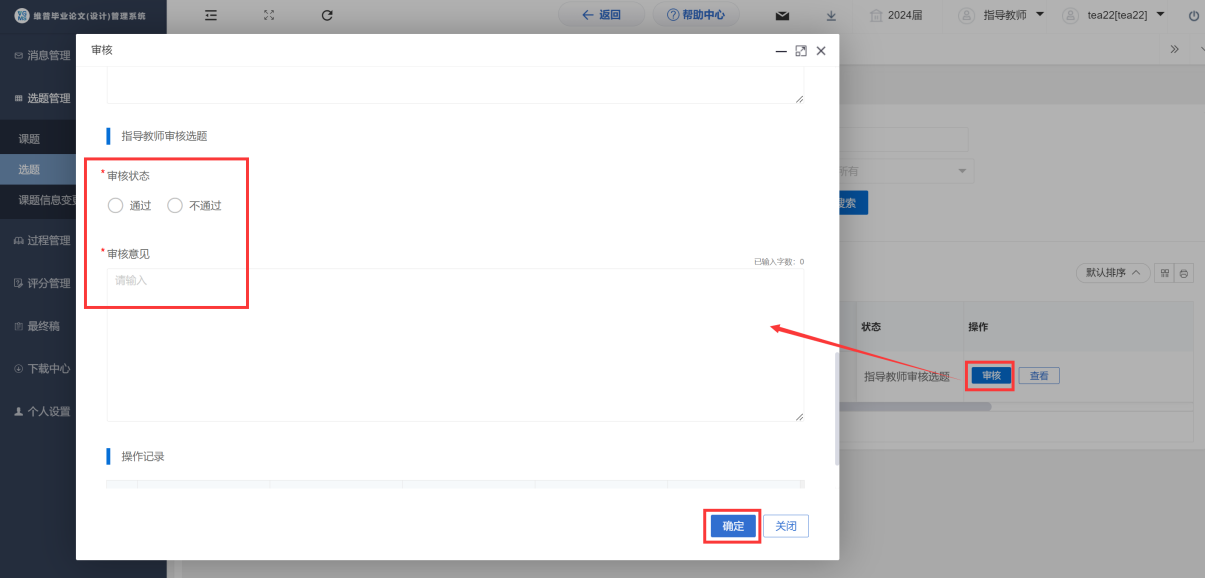 维普毕业论文(设计)管理系统
返回
帮助中心
2024届
指导教师
tea22[tea22]
消息管理
选题管理
课题
选题
课题信息变
过程管理
评分管理
最终稿
下载中心
个人设置
审核
指导教师审核选题
*审核状态
通过
不通过
*审核意见
已输入字数: 0
请输入
操作记录
确定
关闭
所有
搜索
默认排序
状态
操作
指导教师审核选题
审核
查看